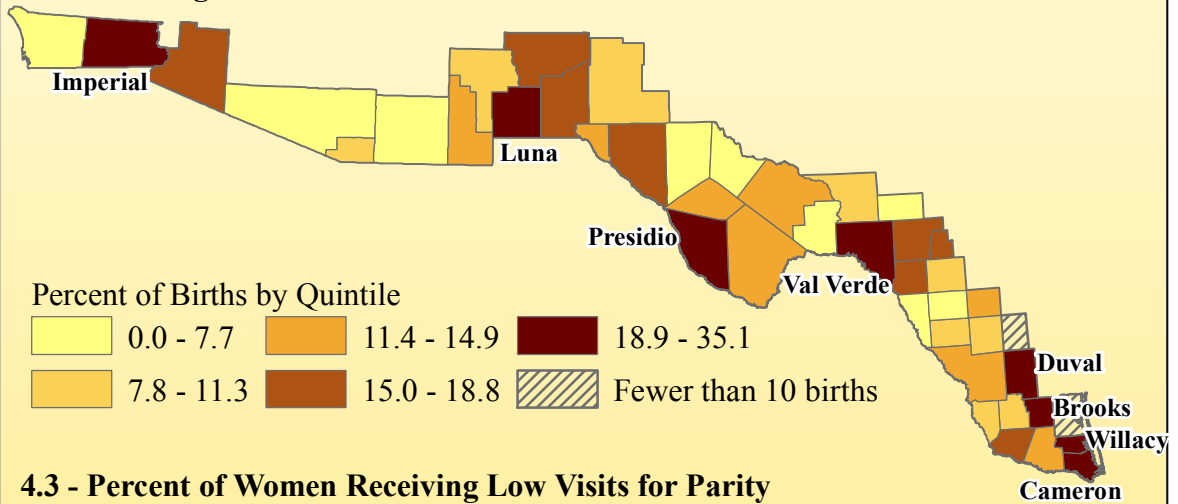 Imperial
Luna
Presidio
Val Verde
Percent of Births by Quintile
0.0 - 7.7 11.4 - 14.9 18.9 - 35.1
Duval
7.8 - 11.3 15.0 - 18.8 Fewer than 10 births
Brooks
Willacy
4.3 - Percent of Women Receiving Low Visits for Parity
Cameron